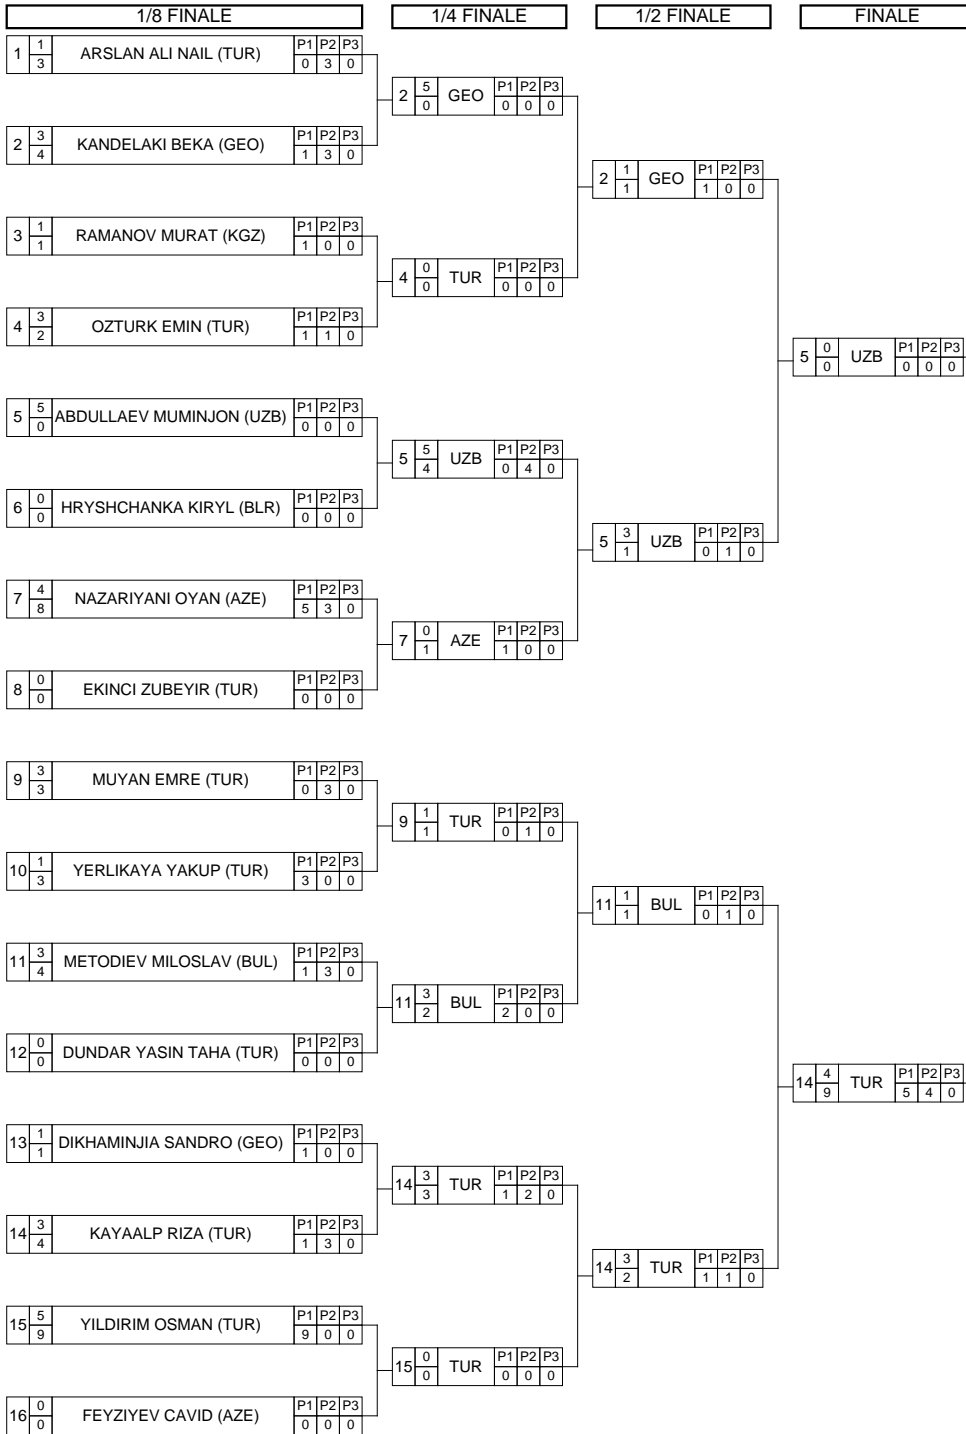 1/8 FINALE 1/4 FINALE 1/2 FINALE FINALE
1 1 3 ARSLAN ALI NAIL (TUR) P1 P2 P3 0 3 0
2 3 4 KANDELAKI BEKA (GEO) P1 P2 P3 1 3 0
3 1 1 RAMANOV MURAT (KGZ) P1 P2 P3 1 0 0
4 3 2 OZTURK EMIN (TUR) P1 P2 P3 1 1 0
5 5 0 ABDULLAEV MUMINJON (UZB) P1 P2 P3 0 0 0
6 0 0 HRYSHCHANKA KIRYL (BLR) P1 P2 P3 0 0 0
7 4 8 NAZARIYANI OYAN (AZE) P1 P2 P3 5 3 0
8 0 0 EKINCI ZUBEYIR (TUR) P1 P2 P3 0 0 0
9 3 3 MUYAN EMRE (TUR) P1 P2 P3 0 3 0
10 1 3 YERLIKAYA YAKUP (TUR) P1 P2 P3 3 0 0
11 3 4 METODIEV MILOSLAV (BUL) P1 P2 P3 1 3 0
12 0 0 DUNDAR YASIN TAHA (TUR) P1 P2 P3 0 0 0
13 1 1 DIKHAMINJIA SANDRO (GEO) P1 P2 P3 1 0 0
14 3 4 KAYAALP RIZA (TUR) P1 P2 P3 1 3 0
15 5 9 YILDIRIM OSMAN (TUR) P1 P2 P3 9 0 0
16 0 0 FEYZIYEV CAVID (AZE) P1 P2 P3 0 0 0
2 5 0 GEO P1 P2 P3 0 0 0
4 0 0 TUR P1 P2 P3 0 0 0
5 5 4 UZB P1 P2 P3 0 4 0
7 0 1 AZE P1 P2 P3 1 0 0
9 1 1 TUR P1 P2 P3 0 1 0
11 3 2 BUL P1 P2 P3 2 0 0
14 3 3 TUR P1 P2 P3 1 2 0
15 0 0 TUR P1 P2 P3 0 0 0
2 1 1 GEO P1 P2 P3 1 0 0
5 3 1 UZB P1 P2 P3 0 1 0
11 1 1 BUL P1 P2 P3 0 1 0
14 3 2 TUR P1 P2 P3 1 1 0
5 0 0 UZB P1 P2 P3 0 0 0
14 4 9 TUR P1 P2 P3 5 4 0